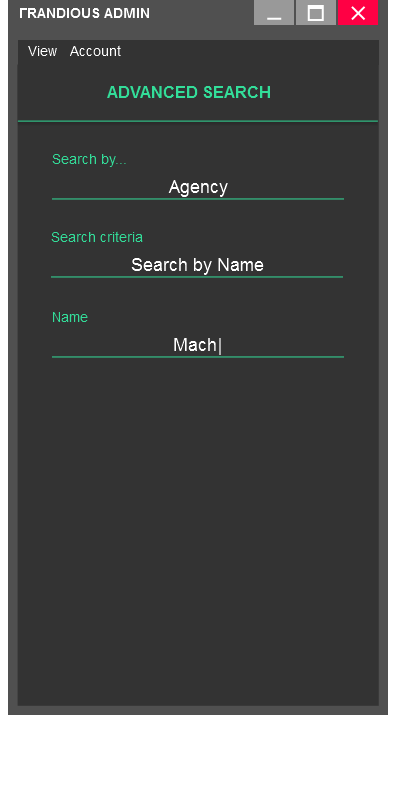 FRANDIOUS ADMIN
View Account
ADVANCED SEARCH
Search by...
Agency
Search criteria
Search by Name
Name
Mach|